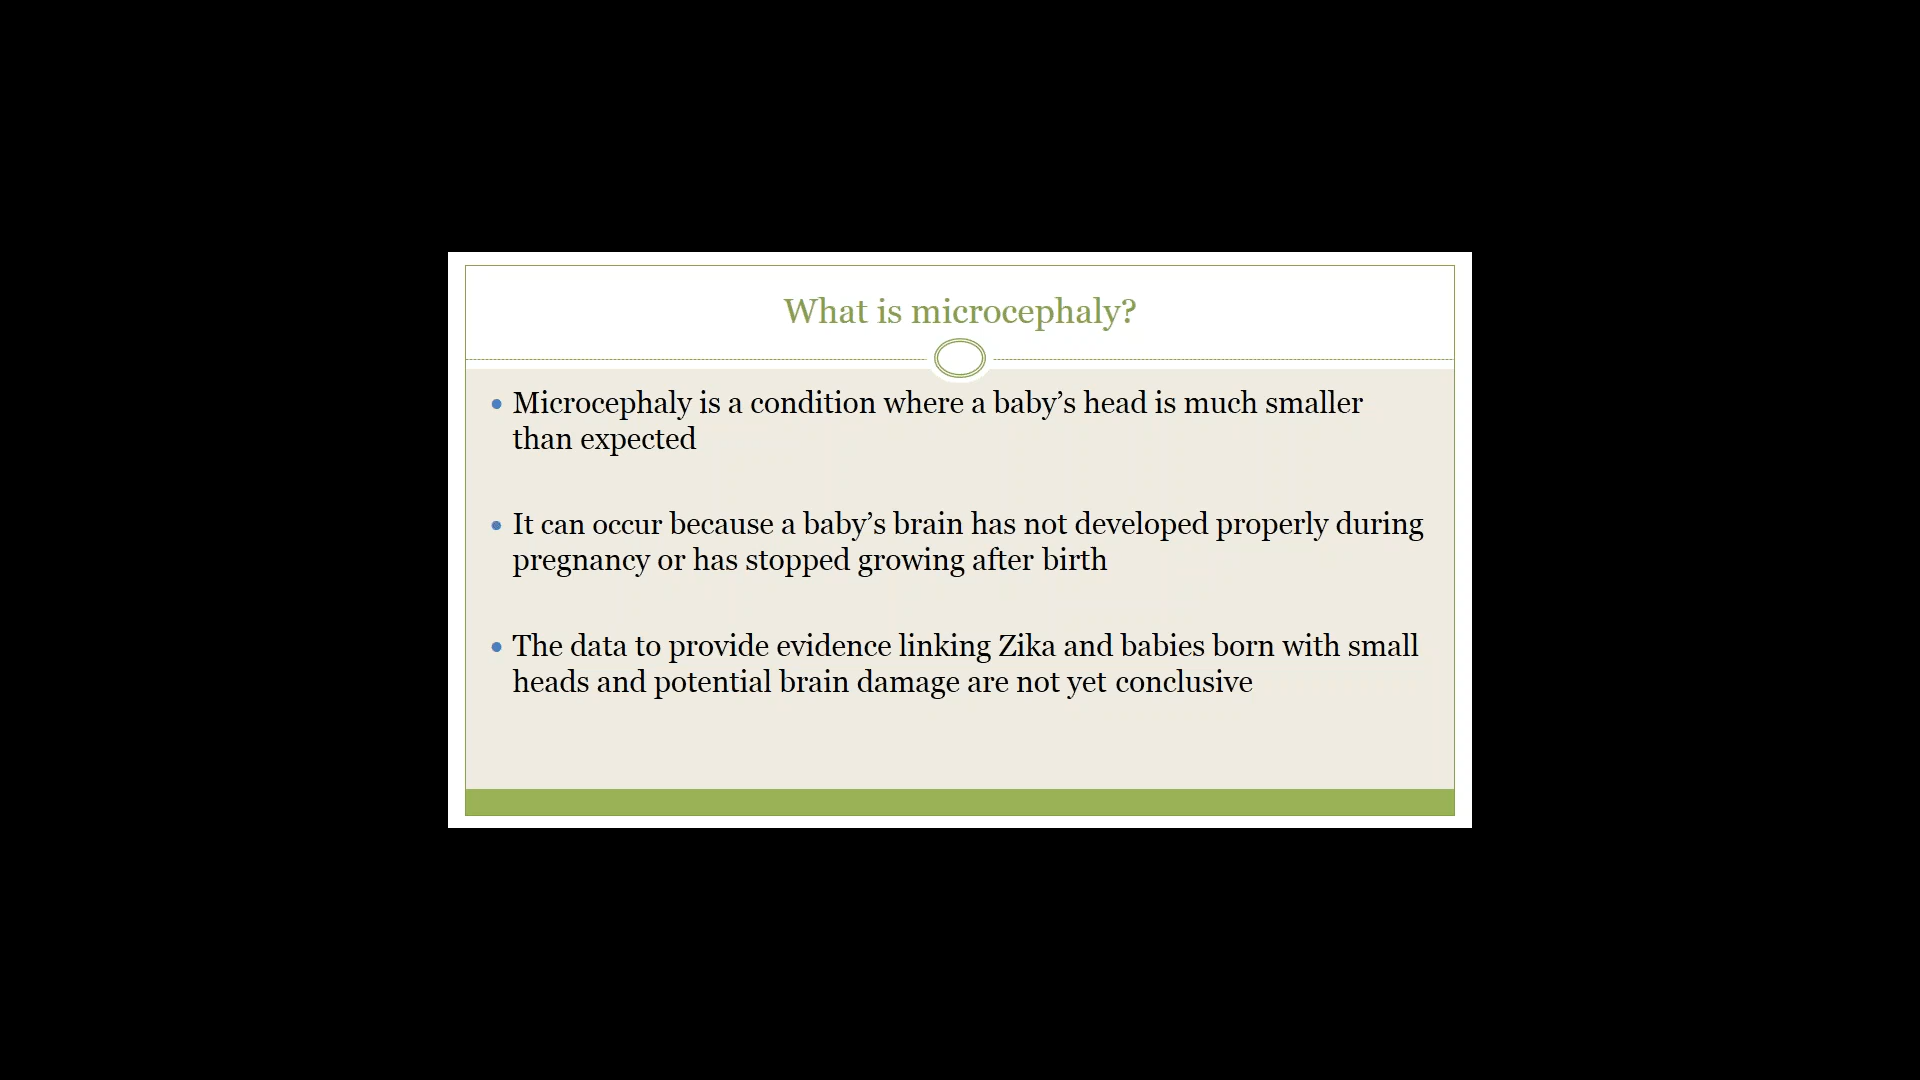 What is microcephaly?
• Microcephaly is a condition where a baby’s head is much smaller
than expected
• It can occur because a baby’s brain has not developed properly during
pregnancy or has stopped growing after birth
• The data to provide evidence linking Zika and babies born with small
heads and potential brain damage are not yet conclusive